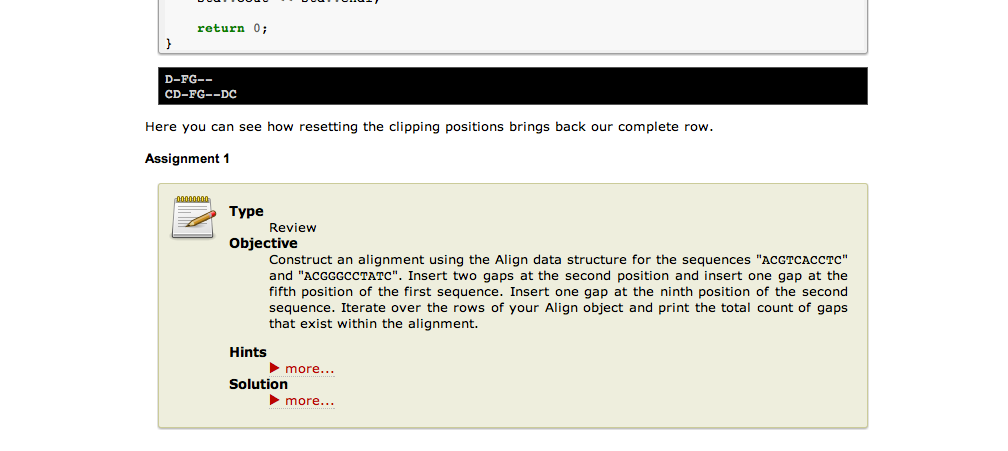 return 0;
}
D-FG--
CD-FG--DC
Here you can see how resetting the clipping positions brings back our complete row.
Assignment 1
Type
Review
Objective
Construct an alignment using the Align data structure for the sequences "ACGTCACCTC"
and "ACGGGCCTATC". Insert two gaps at the second position and insert one gap at the
fifth position of the first sequence. Insert one gap at the ninth position of the second
sequence. Iterate over the rows of your Align object and print the total count of gaps
that exist within the alignment.
Hints
more...
Solution
more...